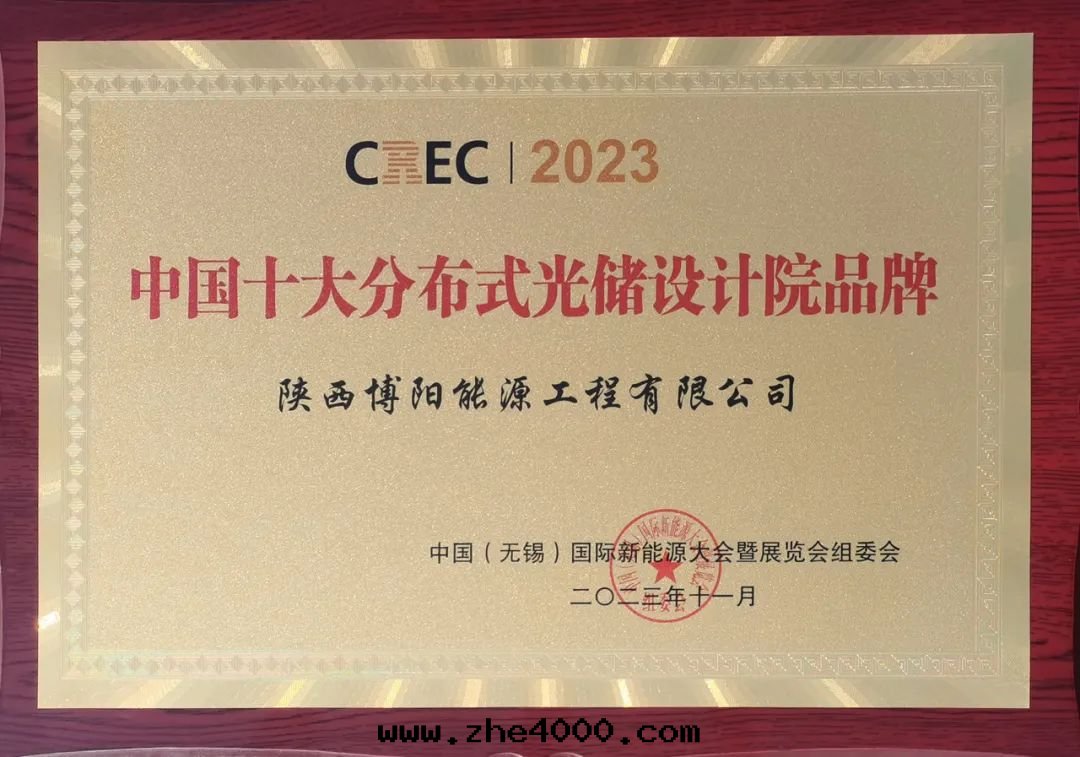 CREC | 2023
中国十大分布式光储设计院品牌
陕西博阳能源工程有限公司
中国（无锡）国际新能源大会暨展览会组委会
二〇二三年十一月
组委会
www.zhe4000.com